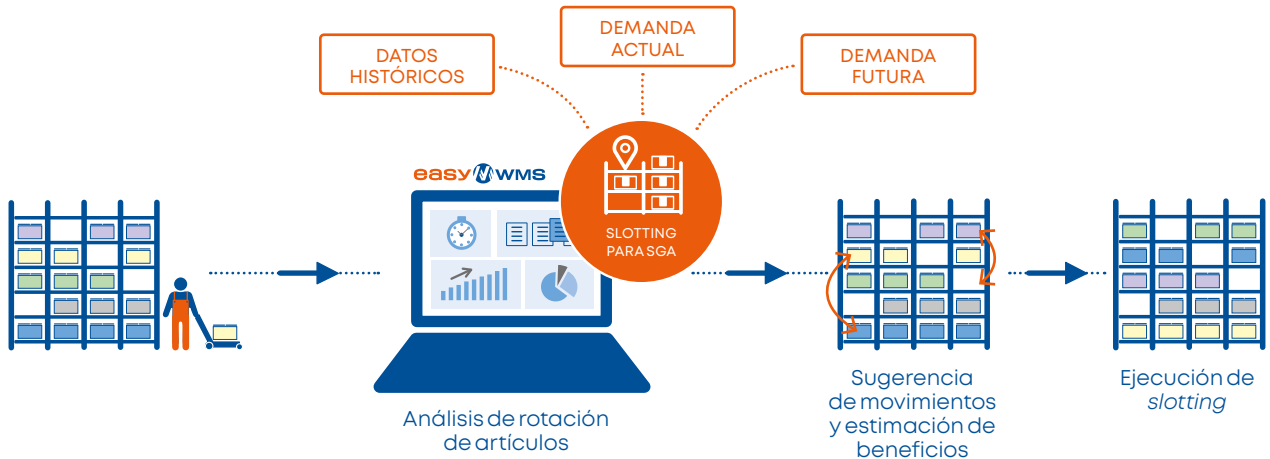 DATOS
HISTÓRICOS
DEMANDA
ACTUAL
DEMANDA
FUTURA
easy WMS
SLOTTING
PARA SGA
Análisis de rotación
de artículos
Sugerencia
de movimientos
y estimación de
beneficios
Ejecución de
slotting